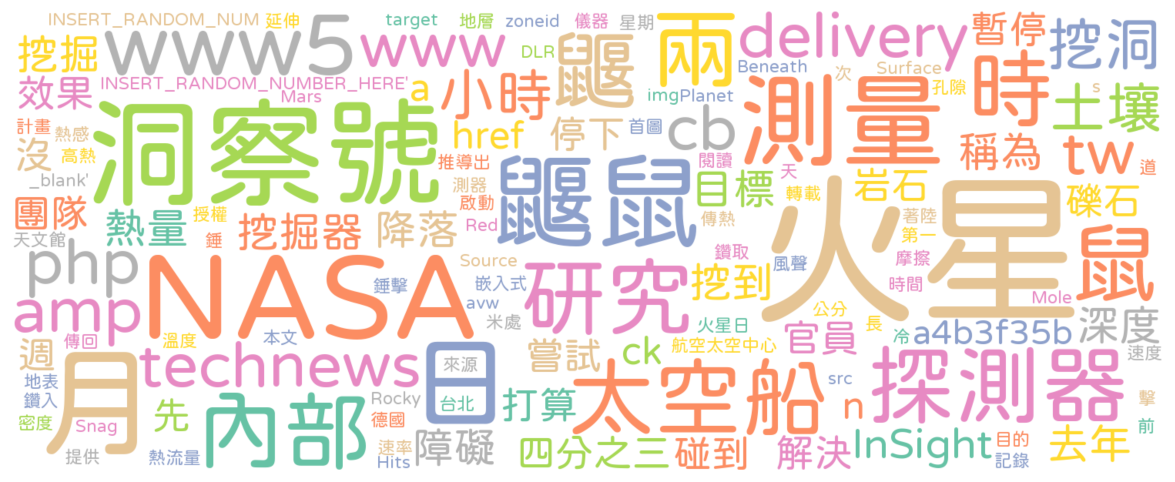 INSERT_RANDOM_NUM 延伸 target 地層 zoneid 儀器 星期
挖掘 www5 www DLR 鼴 兩 delivery 暫停 挖洞
效果 INSERT_RANDOM_NUMBER_HERE' Mars a 小時 img Planet Beneath 次 Surface 孔隙 時 s 土壤
計畫 熱感 沒 高熱 _blank' 洞察號 href 停下 首圖 cb 測量 稱為 tw 道
推導出 測器 啟動 鼴鼠 閱讀 目標 天 轉載 岩石 礫石
團隊 天文館 熱量 授權 錘 挖掘器 降落 Red 傳熱 火星 著陸 第一 鼠
php NASA Source 錘擊 嵌入式 avw 米處 研究 鑽取 挖到 風聲 摩擦 時間 Mole
amp 傳回 溫度 本文 火星日 公分 長 冷 官員 a4b3f35b 深度 速度
週 月 technews 日 來源 嘗試 ck 航空太空中心 探測器
地表 鑽入 密度 Snag 先 內部 Rocky 台北 德國 打算 太空船 src n 擊 前
提供 熱流量 速率 Hits 障礙 四分之三 碰到 解決 InSight 目的 記錄 去年